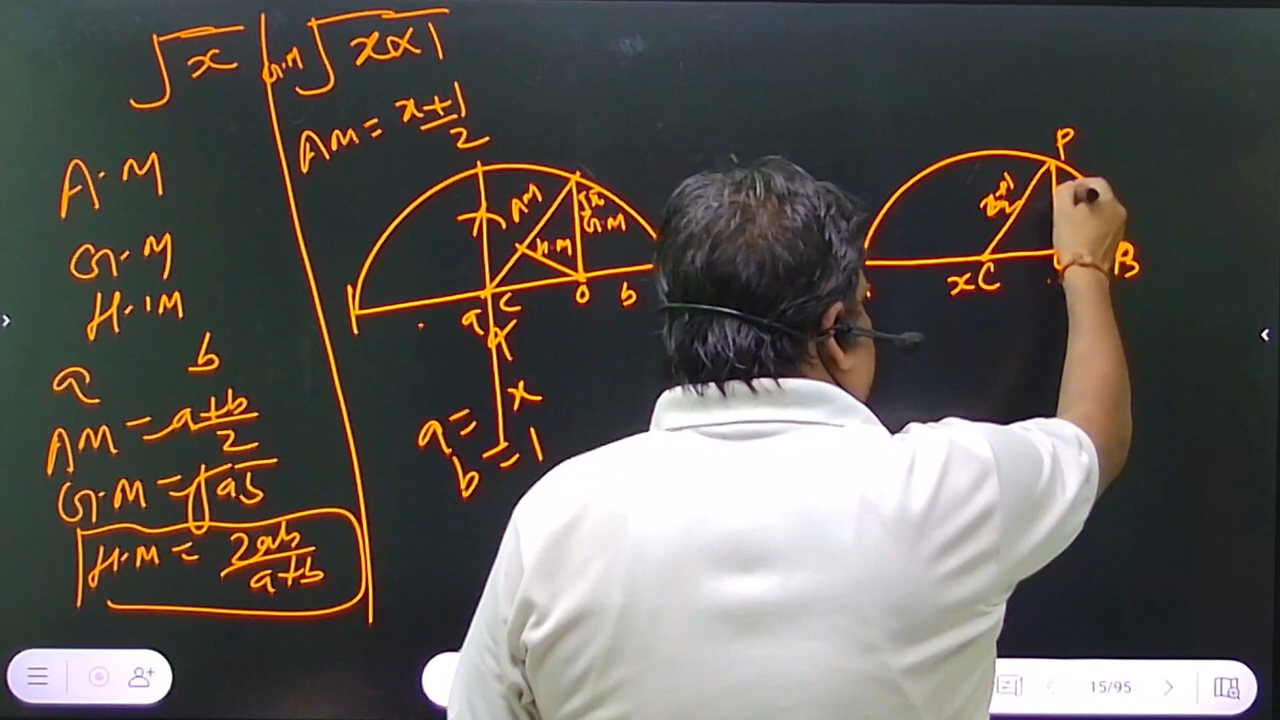 √x
G.M √x×1
AM = x+1/2
A.M
G.M
H.M
a b
AM = a+b/2
G.M = √ab
H.M = 2ab/a+b
AM
√x
G.M
H.M
a C O b
x
a = x
b = 1
P
x+1/2
x C B
15/95